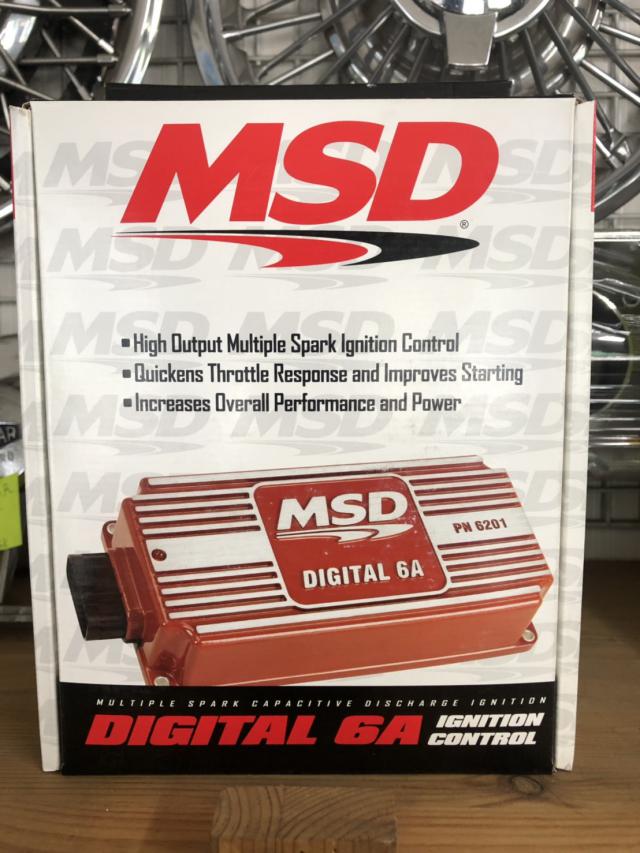 MSD
®
• High Output Multiple Spark Ignition Control
• Quickens Throttle Response and Improves Starting
• Increases Overall Performance and Power
MSD
PN 6201
DIGITAL 6A
MULTIPLE SPARK CAPACITIVE DISCHARGE IGNITION
DIGITAL 6A IGNITION
CONTROL